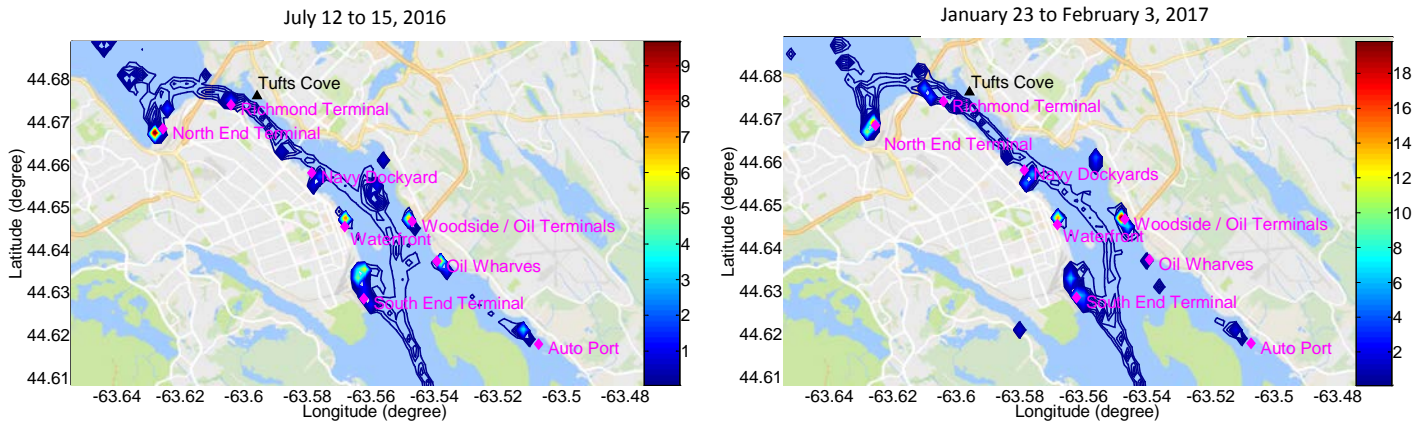 July 12 to 15, 2016
Tufts Cove
Richmond Terminal
North End Terminal
Navy Dockyard
Woodside / Oil Terminals
Waterfront
Oil Wharves
South End Terminal
Auto Port
44.68
44.67
44.66
44.65
44.64
44.63
44.62
44.61
Latitude (degree)
-63.64 -63.62 -63.6 -63.58 -63.56 -63.54 -63.52 -63.5 -63.48
Longitude (degree)
9
8
7
6
5
4
3
2
1
January 23 to February 3, 2017
Tufts Cove
Richmond Terminal
North End Terminal
Navy Dockyards
Woodside / Oil Terminals
Waterfront
Oil Wharves
South End Terminal
Auto Port
44.68
44.67
44.66
44.65
44.64
44.63
44.62
44.61
Latitude (degree)
-63.64 -63.62 -63.6 -63.58 -63.56 -63.54 -63.52 -63.5 -63.48
Longitude (degree)
18
16
14
12
10
8
6
4
2